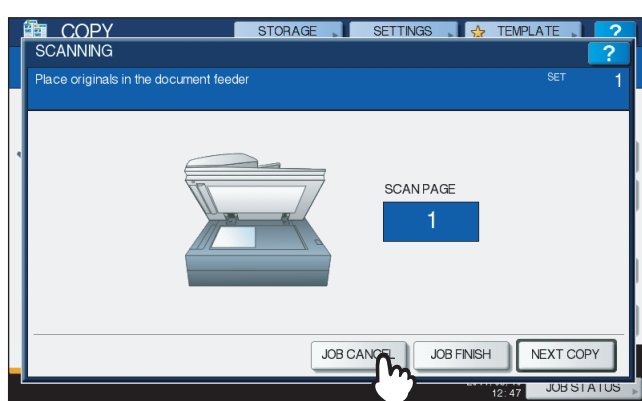 COPY STORAGE SETTINGS TEMPLATE ?
SCANNING ?
Place originals in the document feeder SET 1
SCAN PAGE
1
JOB CANCEL JOB FINISH NEXT COPY
12:47 JOB STATUS